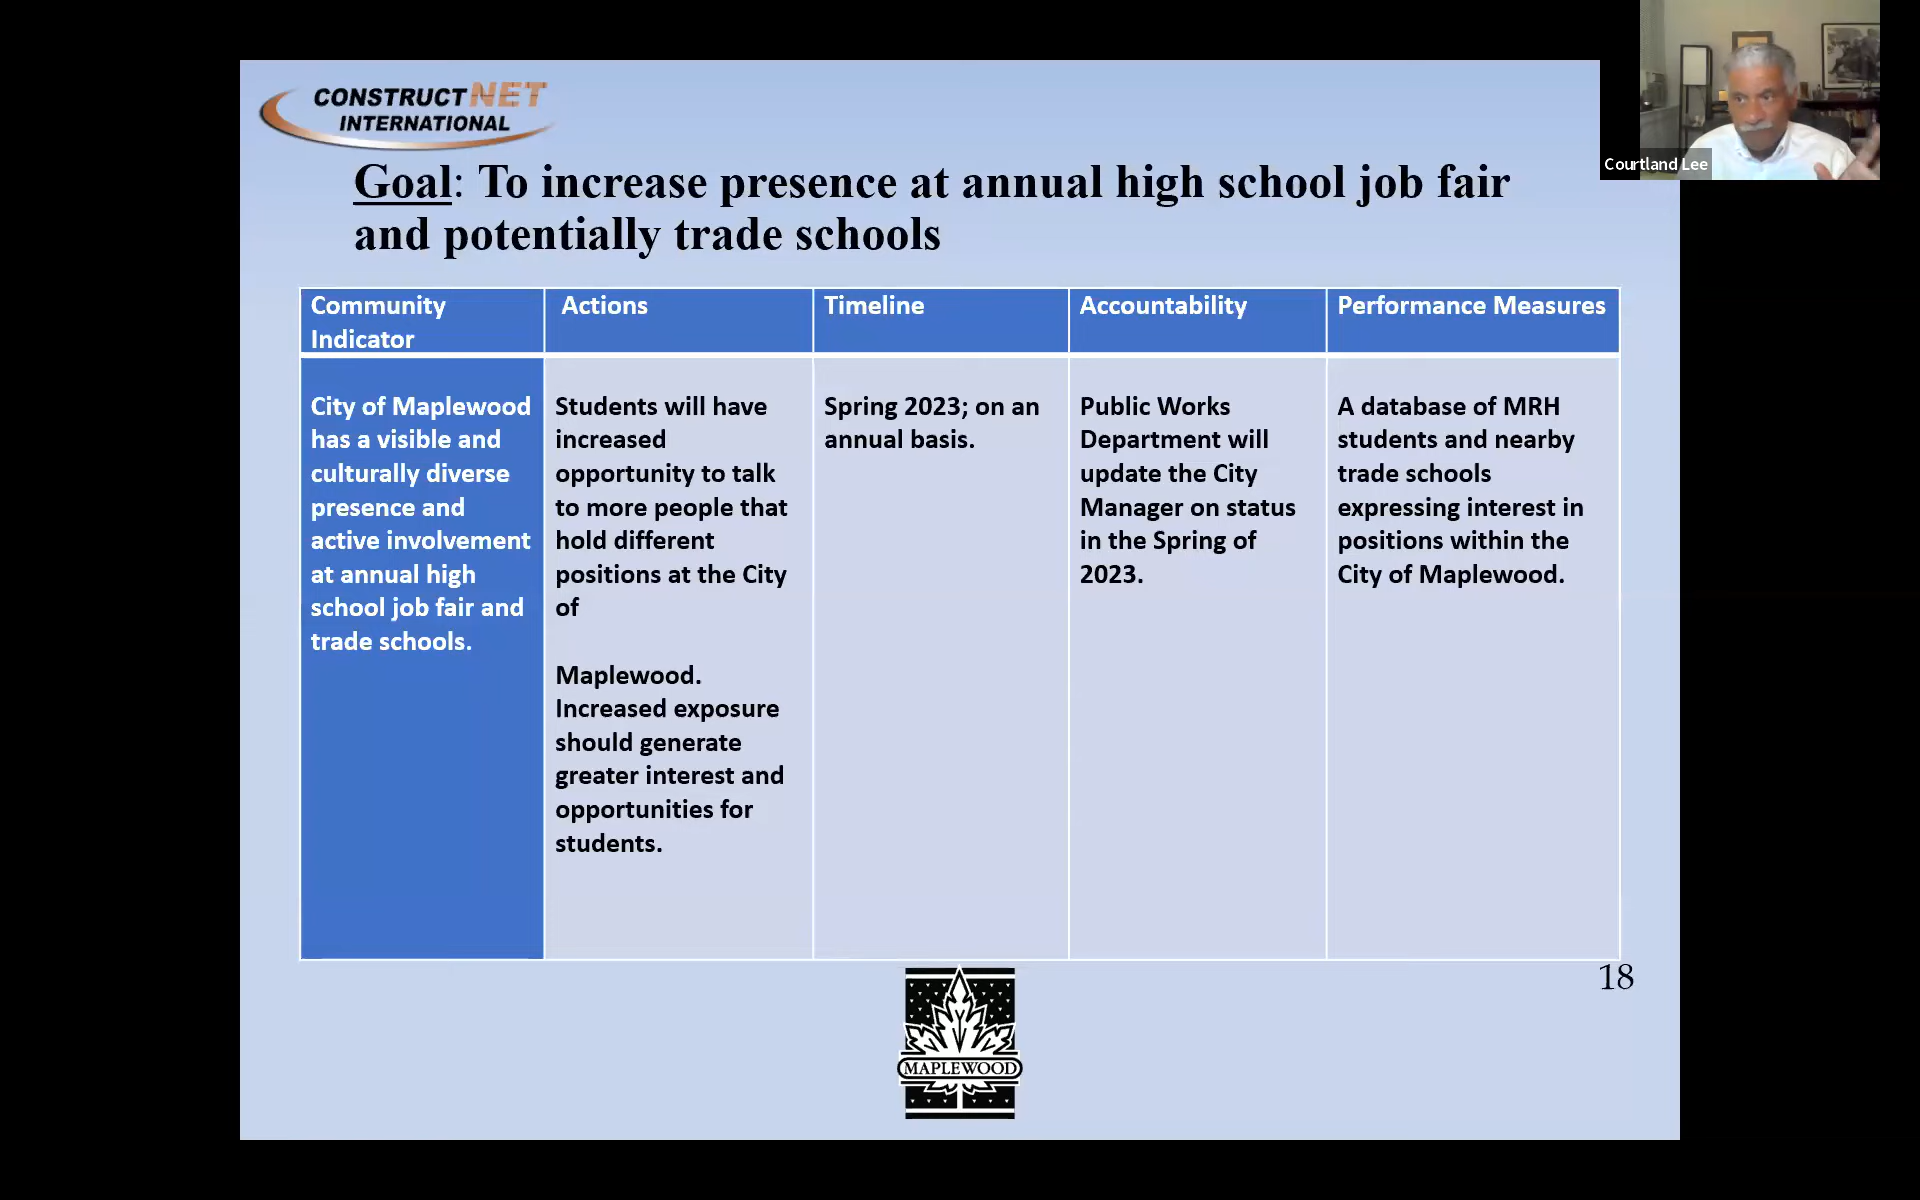 CONSTRUCTNET
INTERNATIONAL
Courtland Lee
Goal: To increase presence at annual high school job fair
and potentially trade schools
Community
Indicator
Actions
Timeline
Accountability
Performance Measures
City of Maplewood
has a visible and
culturally diverse
presence and
active involvement
at annual high
school job fair and
trade schools.
Students will have
increased
opportunity to talk
to more people that
hold different
positions at the City
of
Maplewood.
Increased exposure
should generate
greater interest and
opportunities for
students.
Spring 2023; on an
annual basis.
Public Works
Department will
update the City
Manager on status
in the Spring of
2023.
A database of MRH
students and nearby
trade schools
expressing interest in
positions within the
City of Maplewood.
18
MAPLEWOOD